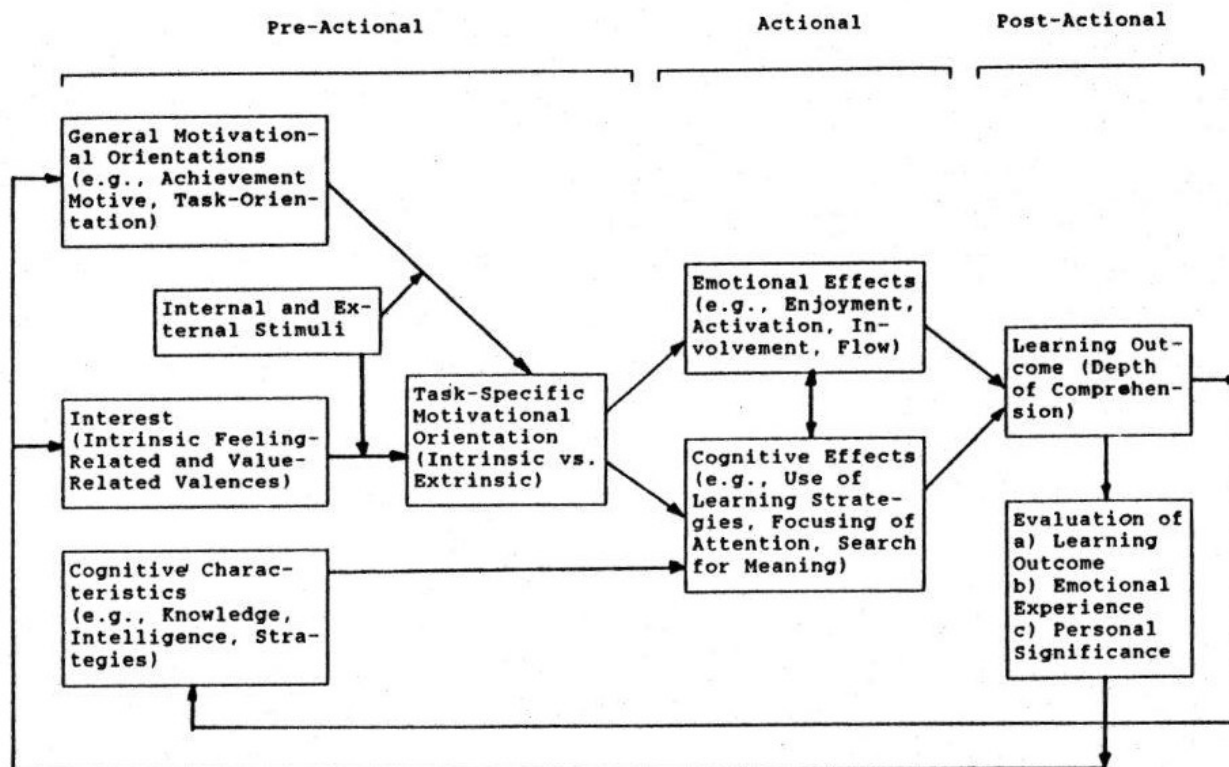 Pre-Actional
Actional
Post-Actional
General Motivation-
al Orientations
(e.g., Achievement
Motive, Task-Orien-
tation)
Internal and Ex-
ternal Stimuli
Interest
(Intrinsic Feeling-
Related and Value-
Related Valences)
Cognitive Charac-
teristics
(e.g., Knowledge,
Intelligence, Stra-
tegies)
Task-Specific
Motivational
Orientation
(Intrinsic vs.
Extrinsic)
Emotional Effects
(e.g., Enjoyment,
Activation, In-
volvement, Flow)
Cognitive Effects
(e.g., Use of
Learning Strate-
gies, Focusing of
Attention, Search
for Meaning)
Learning Out-
come (Depth
of Comprehen-
sion)
Evaluation of
a) Learning
Outcome
b) Emotional
Experience
c) Personal
Significance